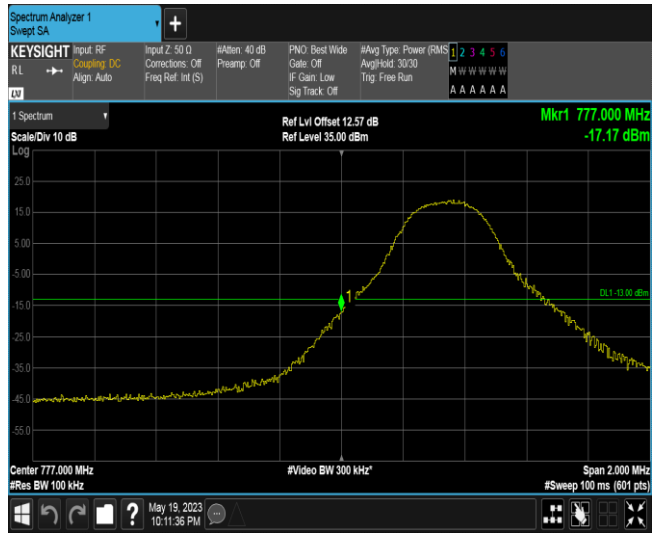 Spectrum Analyzer 1
Swept SA
+
KEYSIGHT
RL
Input: RF
Coupling: DC
Align: Auto
Input Z: 50 Ω
Corrections: Off
Freq Ref: Int (S)
#Atten: 40 dB
Preamp: Off
PNO: Best Wide
Gate: Off
IF Gain: Low
Sig Track: Off
#Avg Type: Power (RMS
Avg|Hold: 30/30
Trig: Free Run
1 2 3 4 5 6
M W W W W W
A A A A A A
LXI
1 Spectrum
Scale/Div 10 dB
Log
Ref Lvl Offset 12.57 dB
Ref Level 35.00 dBm
Mkr1 777.000 MHz
-17.17 dBm
25.0
15.0
5.00
-5.00
-15.0
-25.0
-35.0
-45.0
-55.0
1
DL1 -13.00 dBm
Center 777.000 MHz
#Res BW 100 kHz
#Video BW 300 kHz*
Span 2.000 MHz
#Sweep 100 ms (601 pts)
?
May 19, 2023
10:11:36 PM